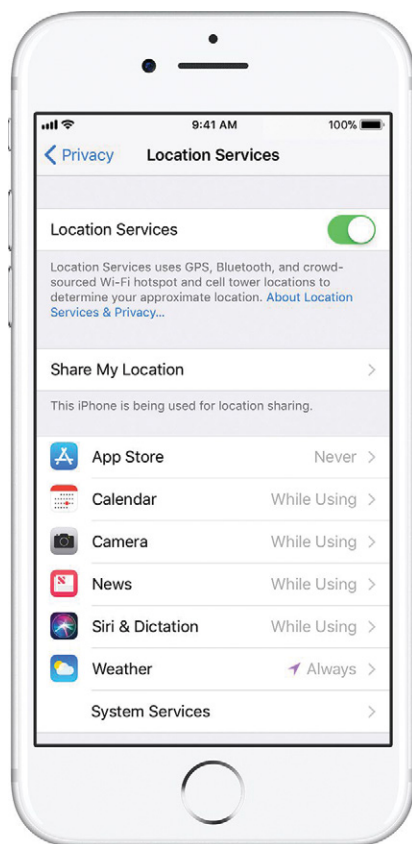 9:41 AM
100%
Privacy
Location Services
Location Services
Location Services uses GPS, Bluetooth, and crowd-
sourced Wi-Fi hotspot and cell tower locations to
determine your approximate location. About Location
Services & Privacy...
Share My Location
This iPhone is being used for location sharing.
App Store
Never
Calendar
While Using
Camera
While Using
News
While Using
Siri & Dictation
While Using
Weather
Always
System Services